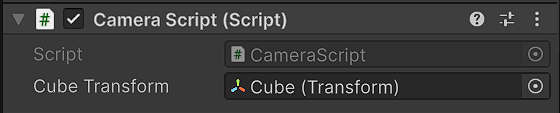 # Camera Script (Script)
Script # CameraScript
Cube Transform Cube (Transform)